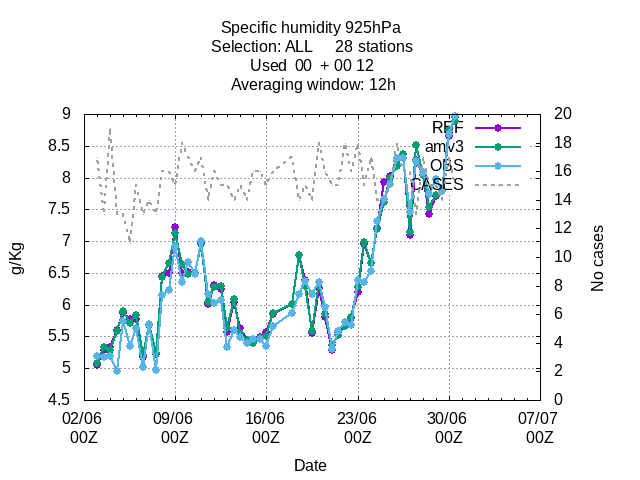 Specific humidity 925hPa
Selection: ALL 28 stations
Used 00 + 00 12
Averaging window: 12h
g/Kg
9
8.5
8
7.5
7
6.5
6
5.5
5
4.5
REF
amv3
OBS
CASES
20
18
16
14
12
10
8
6
4
2
0
No cases
02/06 09/06 16/06 23/06 30/06 07/07
00Z 00Z 00Z 00Z 00Z 00Z
Date